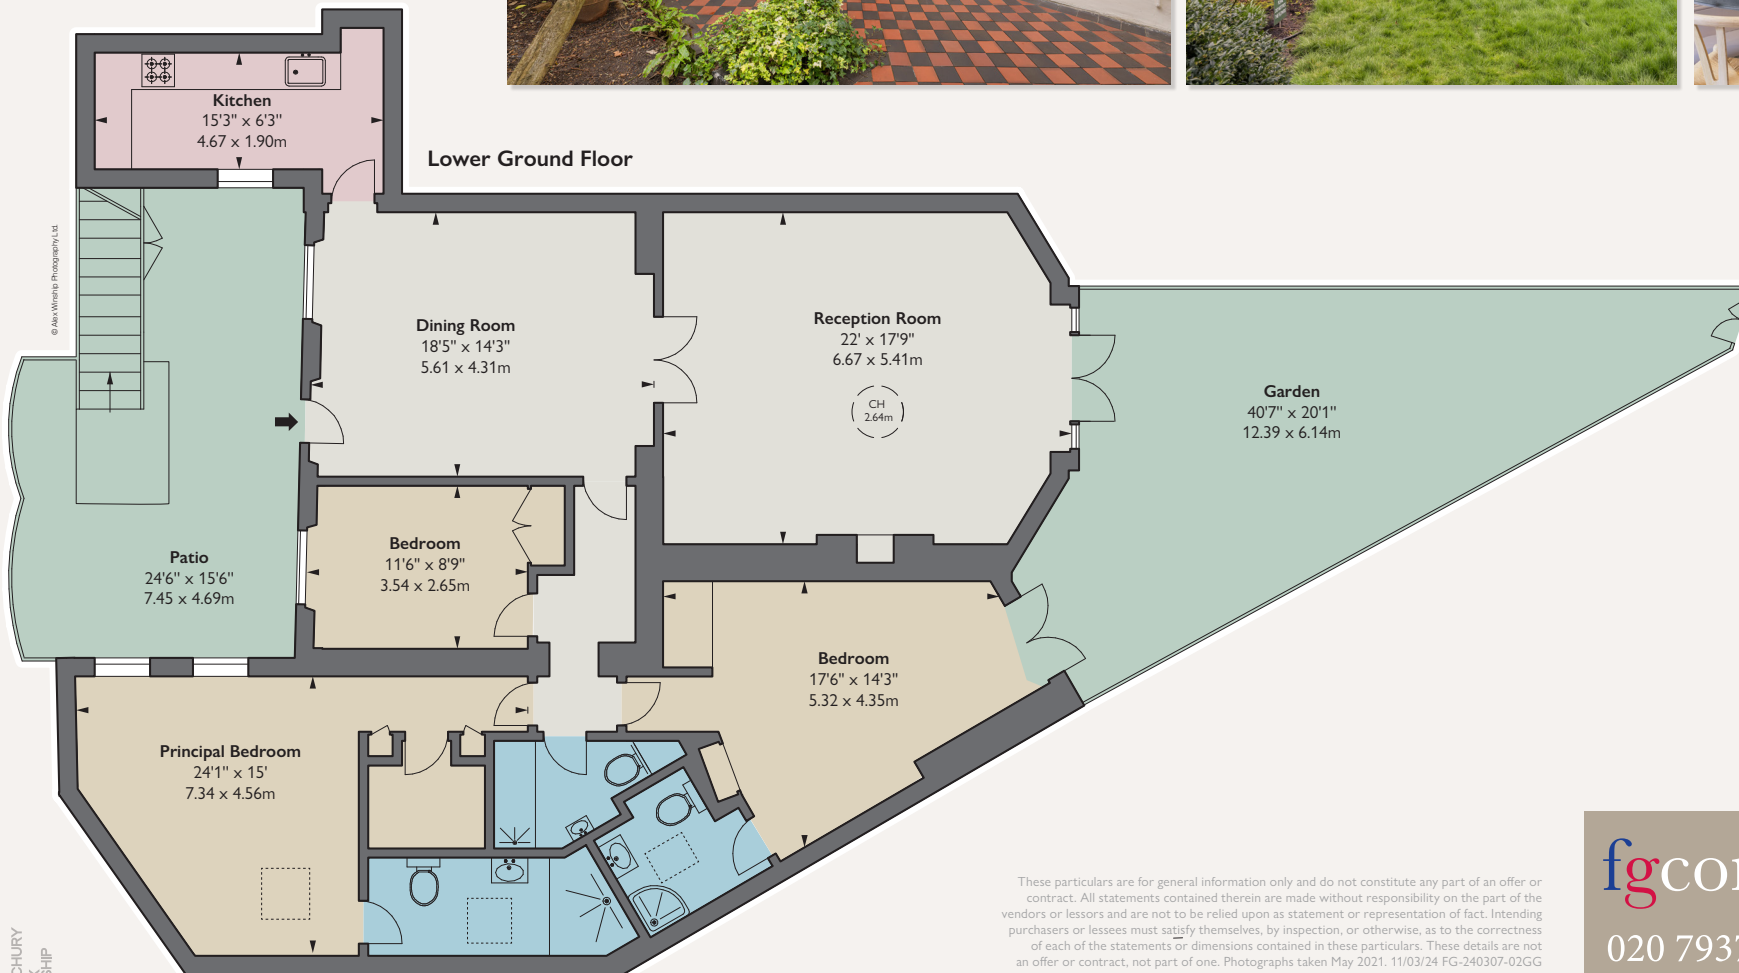 Kitchen
15'3" x 6'3"
4.67 x 1.90m
Lower Ground Floor
© Alex Winship Photography Ltd.
Dining Room
18'5" x 14'3"
5.61 x 4.31m
Reception Room
22' x 17'9"
6.67 x 5.41m
CH
2.64m
Garden
40'7" x 20'1"
12.39 x 6.14m
Patio
24'6" x 15'6"
7.45 x 4.69m
Bedroom
11'6" x 8'9"
3.54 x 2.65m
Bedroom
17'6" x 14'3"
5.32 x 4.35m
Principal Bedroom
24'1" x 15'
7.34 x 4.56m
These particulars are for general information only and do not constitute any part of an offer or
contract. All statements contained therein are made without responsibility on the part of the
vendors or lessors and are not to be relied upon as statement or representation of fact. Intending
purchasers or lessees must satisfy themselves, by inspection, or otherwise, as to the correctness
of each of the statements or dimensions contained in these particulars. These details are not
an offer or contract, not part of one. Photographs taken May 2021. 11/03/24 FG-240307-02GG
fgcon
020 7937